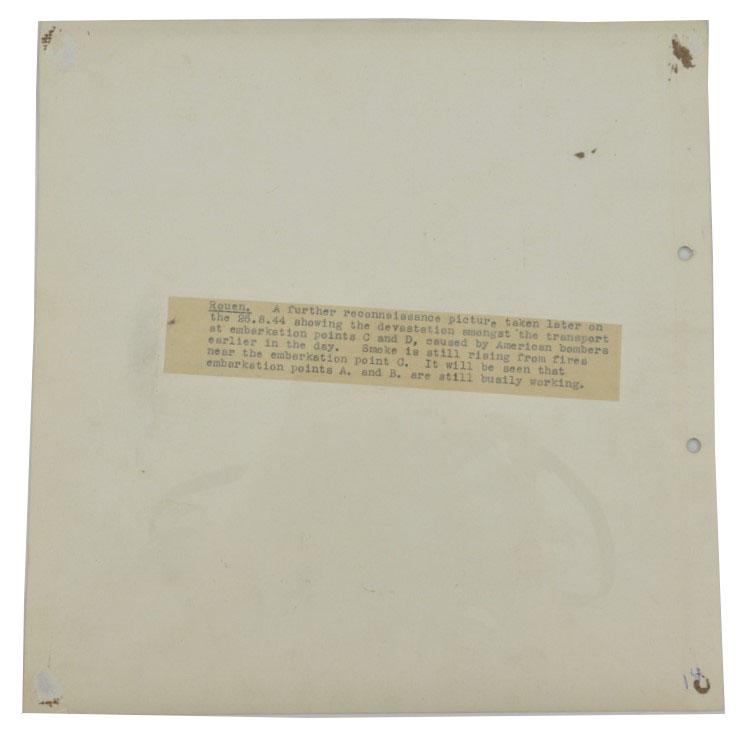 Rouen. A further reconnaissance picture taken later on
the 26.8.44 showing the devastation amongst the transport
at embarkation points C and D, caused by American bombers
earlier in the day. Smoke is still rising from fires
near the embarkation point C. It will be seen that
embarkation points A. and B. are still busily working.